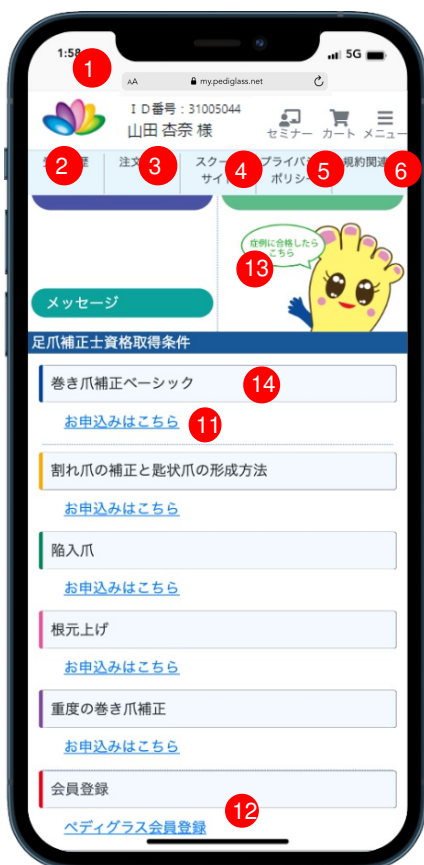 1:58
5G
1
AA my.pediglass.net
ID番号:31005044
山田 杏奈 様
セミナー カート メニュー
2
注文 3
スクー 4 サイ
プライバシ 5 ポリシー
規約関連 6
症例に合格したら
こちら
13
メッセージ
足爪補正士資格取得条件
巻き爪補正ベーシック 14
お申込みはこちら 11
割れ爪の補正と匙状爪の形成方法
お申込みはこちら
陥入爪
お申込みはこちら
根元上げ
お申込みはこちら
重度の巻き爪補正
お申込みはこちら
会員登録
ペディグラス会員登録 12